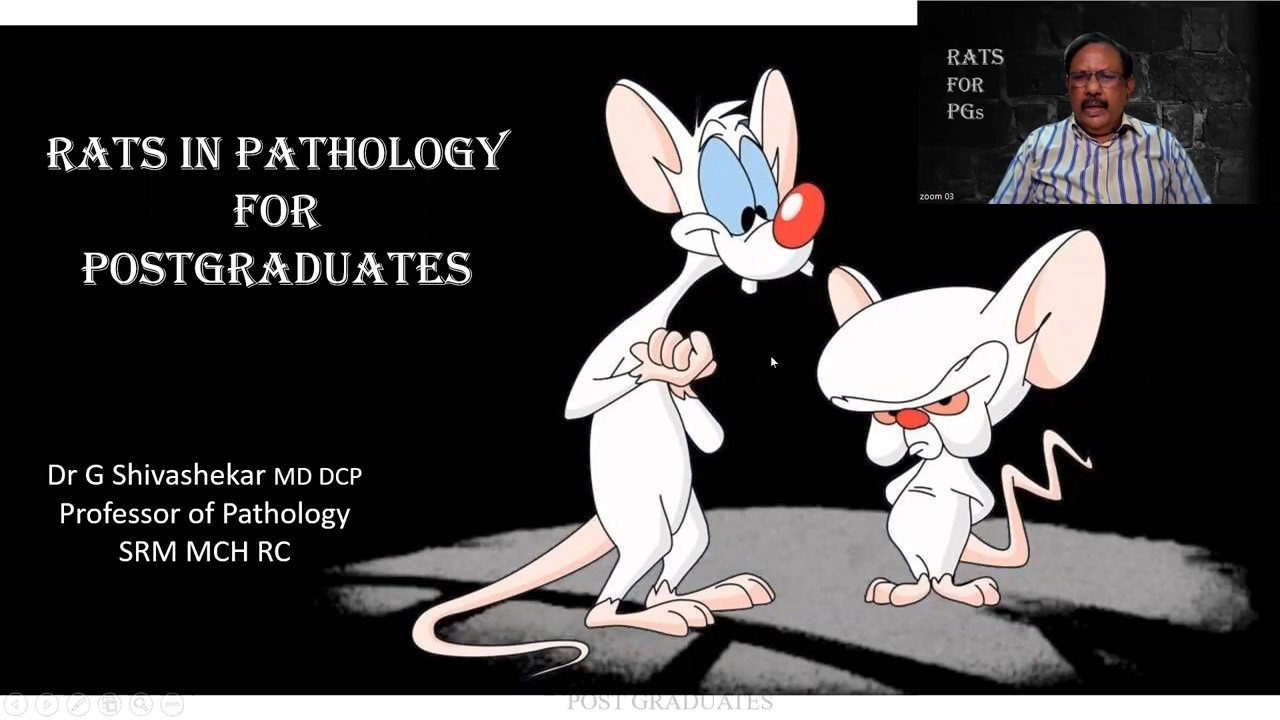 RATS IN PATHOLOGY
FOR
POSTGRADUATES
Dr G Shivashekar MD DCP
Professor of Pathology
SRM MCH RC
RATS
FOR
PGs
zoom 03
POST GRADUATES